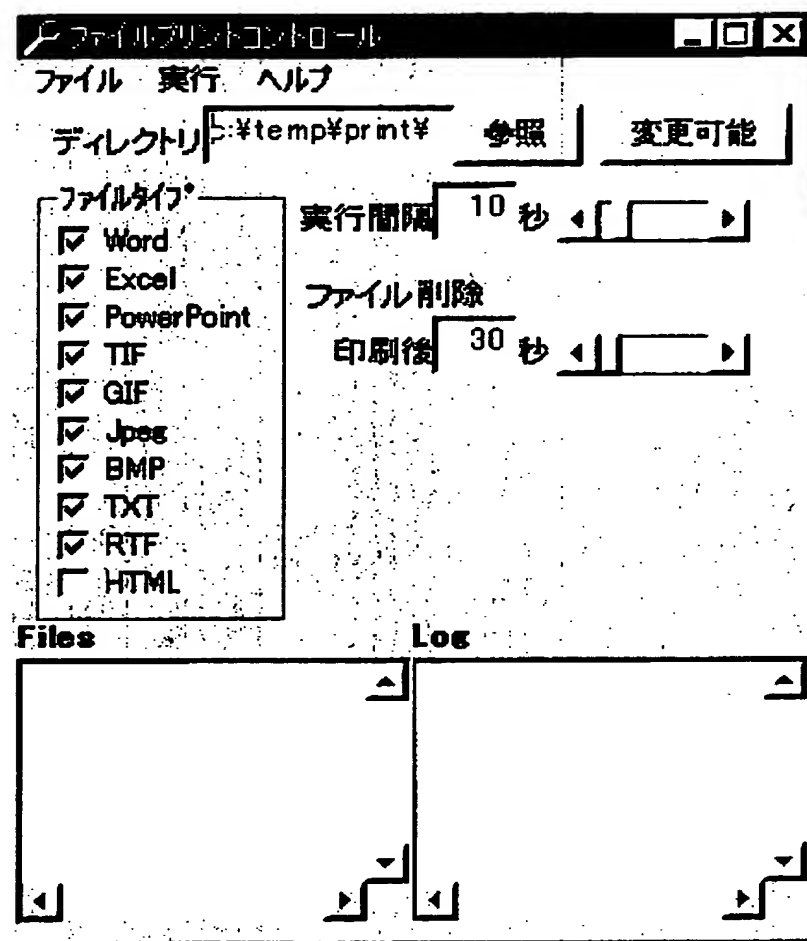 ファイルプリントコントロール
ファイル 実行 ヘルプ
ディレクトリ :¥temp¥print¥ 参照 変更可能
ファイルタイプ
Word
Excel
PowerPoint
TIF
GIF
Jpeg
BMP
TXT
RTF
HTML
実行間隔 10 秒
ファイル削除
印刷後 30 秒
Files
Log